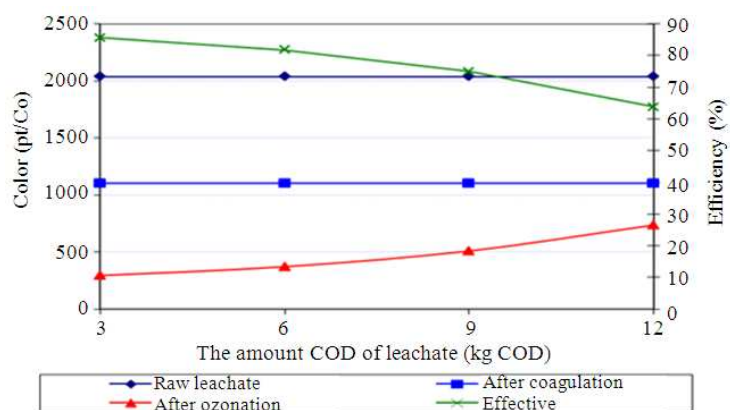 2500
2000
1500
1000
500
0
Color (pt/Co)
90
80
70
60
50
40
30
20
10
0
Efficiency (%)
3 6 9 12
The amount COD of leachate (kg COD)
Raw leachate After coagulation
After ozonation Effective